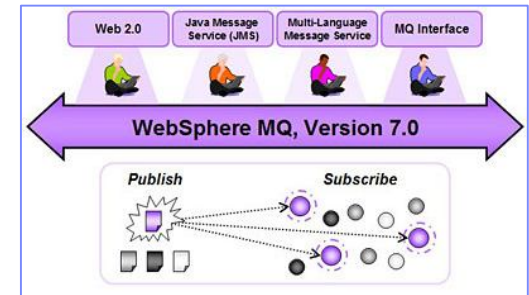 Web 2.0
Java Message
Service (JMS)
Multi-Language
Message Service
MQ Interface
WebSphere MQ, Version 7.0
Publish
Subscribe